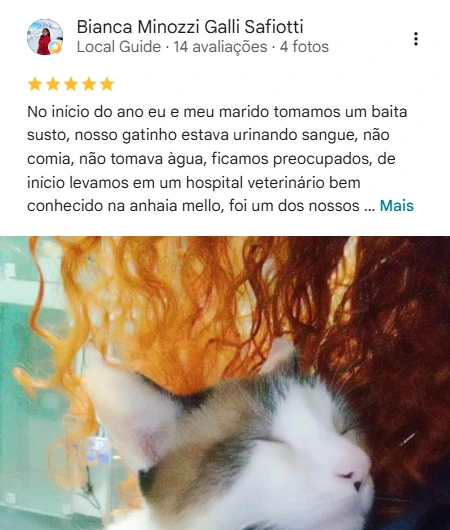 Bianca Minozzi Galli Safiotti
Local Guide · 14 avaliações · 4 fotos
No início do ano eu e meu marido tomamos um baita
susto, nosso gatinho estava urinando sangue, não
comia, não tomava àgua, ficamos preocupados, de
início levamos em um hospital veterinário bem
conhecido na anhaia mello, foi um dos nossos ... Mais